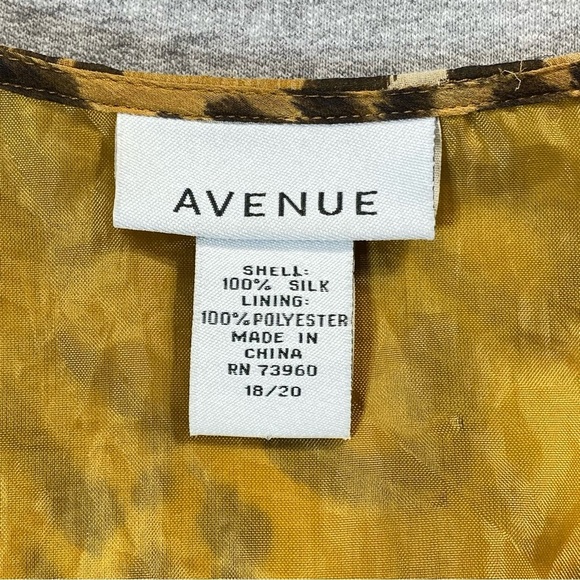 AVENUE
SHELL:
100% SILK
LINING:
100% POLYESTER
MADE IN
CHINA
RN 73960
18/20